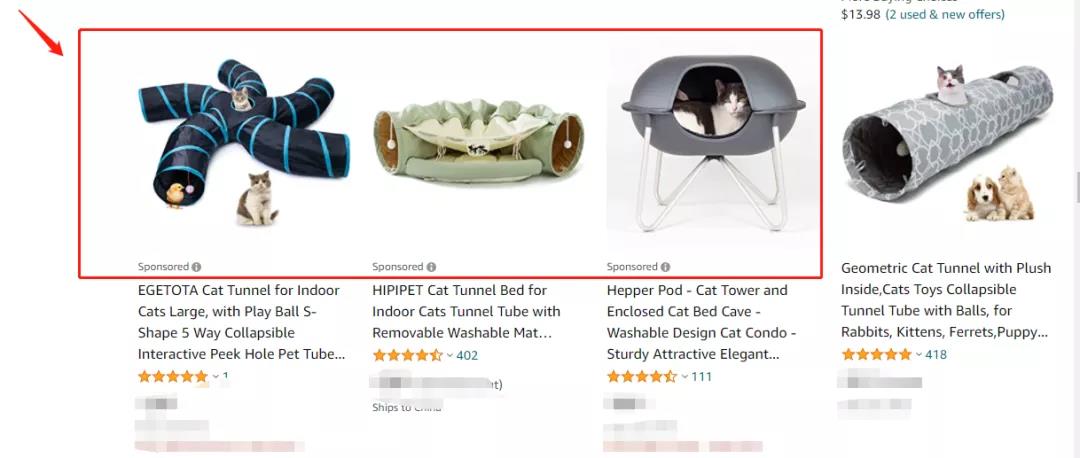 $13.98 (2 used & new offers)
Sponsored
EGETOTA Cat Tunnel for Indoor
Cats Large, with Play Ball S-
Shape 5 Way Collapsible
Interactive Peek Hole Pet Tube...
1
Sponsored
HIPIPET Cat Tunnel Bed for
Indoor Cats Tunnel Tube with
Removable Washable Mat...
402
Ships to China
Sponsored
Hepper Pod - Cat Tower and
Enclosed Cat Bed Cave -
Washable Design Cat Condo -
Sturdy Attractive Elegant...
111
Geometric Cat Tunnel with Plush
Inside,Cats Toys Collapsible
Tunnel Tube with Balls, for
Rabbits, Kittens, Ferrets,Puppy...
418